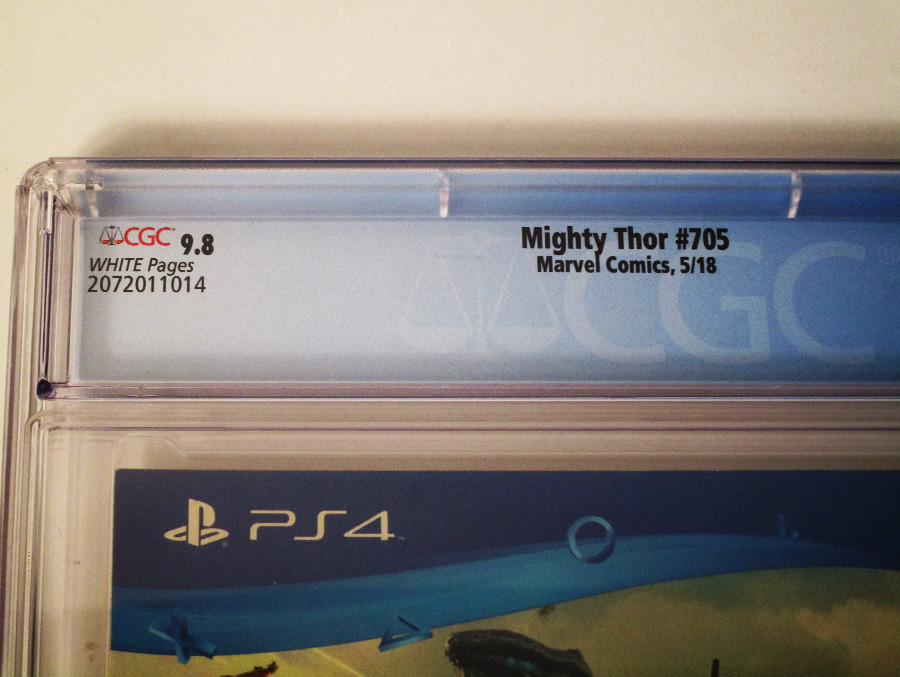 CGC 9.8
WHITE Pages
2072011014
Mighty Thor #705
Marvel Comics, 5/18
CGC
PS4